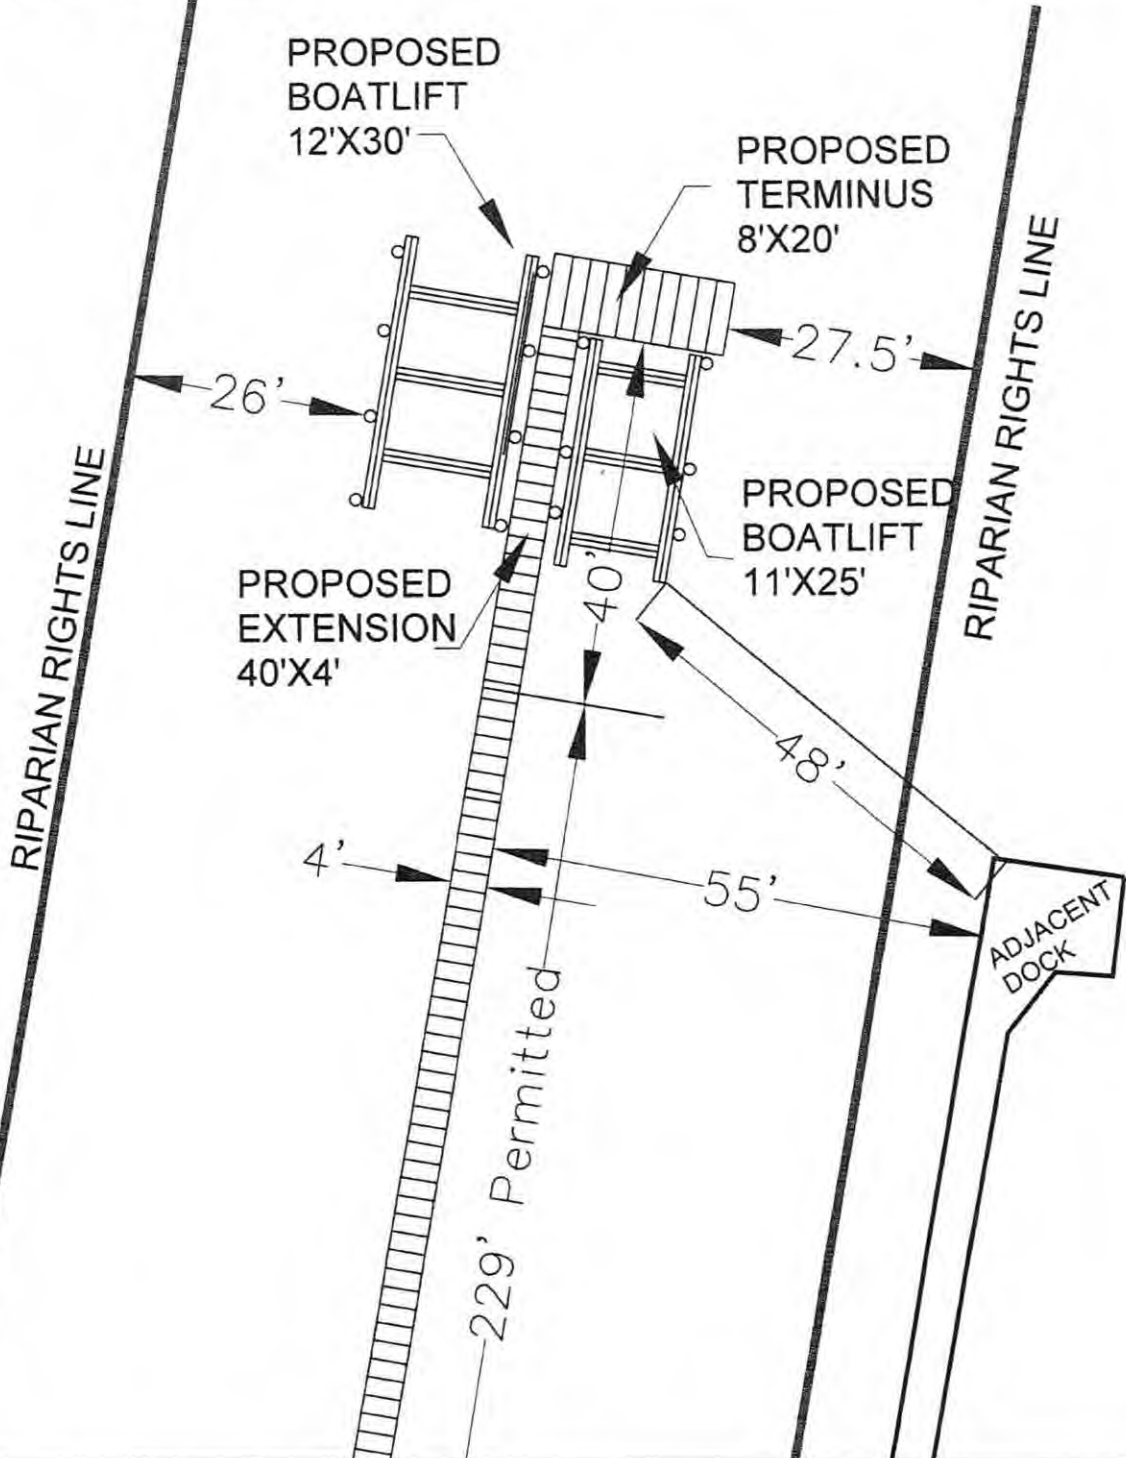 PROPOSED
BOATLIFT
12'X30'
PROPOSED
TERMINUS
8'X20'
RIPARIAN RIGHTS LINE
27.5'
26'
PROPOSED
BOATLIFT
11'X25'
RIPARIAN RIGHTS LINE
PROPOSED
EXTENSION
40'X4'
40'
48'
4'
55'
ADJACENT
DOCK
229' Permitted